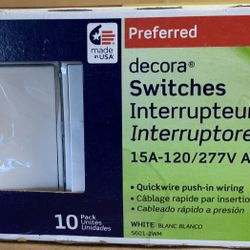 made in
USA
Preferred
decora®
Switches
Interrupteur
Interruptore
15A-120/277V A
• Quickwire push-in wiring
• Câblage rapide par insertio
• Cableado rápido a presión
10 Pack
Unités
Unidades
WHITE/BLANC/BLANCO
5601-2WM